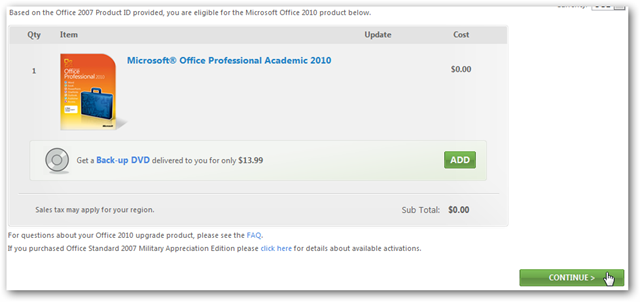 Based on the Office 2007 Product ID provided, you are eligible for the Microsoft Office 2010 product below.
Qty Item Update Cost
1 Microsoft® Office Professional Academic 2010 $0.00
Office
Professional 2010
Get a Back-up DVD delivered to you for only $13.99 ADD
Sales tax may apply for your region. Sub Total: $0.00
For questions about your Office 2010 upgrade product, please see the FAQ.
If you purchased Office Standard 2007 Military Appreciation Edition please click here for details about available activations.
CONTINUE >